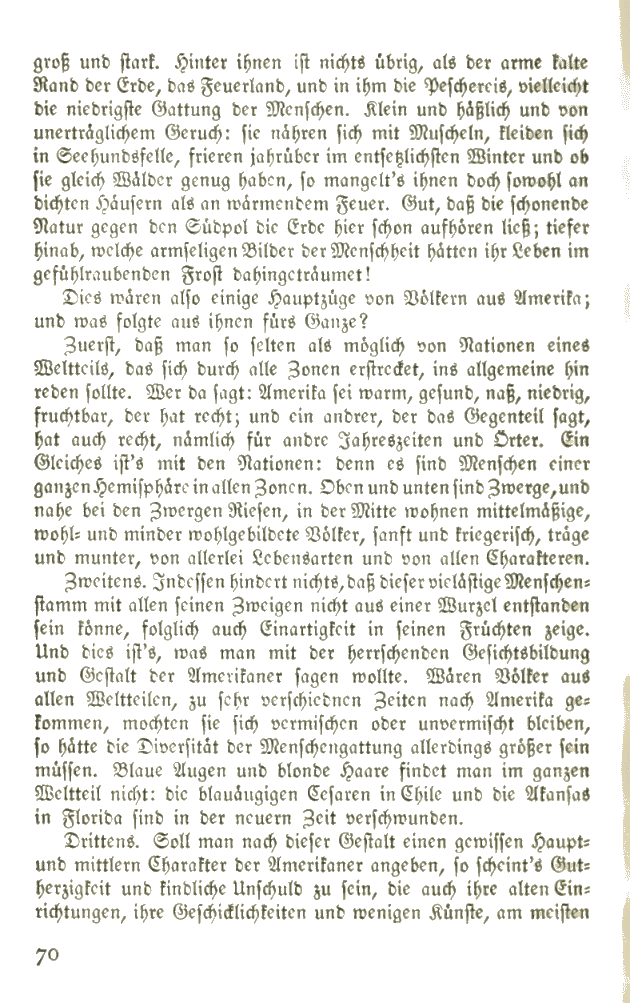 groß und stark. Hinter ihnen ist nichts übrig, als der arme kalte
Rand der Erde, das Feuerland, und in ihm die Peschereis, vielleicht
die niedrigste Gattung der Menschen. Klein und häßlich und von
unerträglichem Geruch: sie nähren sich mit Muscheln, kleiden sich
in Seehundsfelle, frieren jahrüber im entsetzlichsten Winter und ob
sie gleich Wälder genug haben, so mangelt's ihnen doch sowohl an
dichten Häusern als an wärmendem Feuer. Gut, daß die schonende
Natur gegen den Südpol die Erde hier schon aufhören ließ; tiefer
hinab, welche armseligen Bilder der Menschheit hätten ihr Leben im
gefühlraubenden Frost dahingeträumet!
Dies wären also einige Hauptzüge von Völkern aus Amerika;
und was folgte aus ihnen fürs Ganze?
Zuerst, daß man so selten als möglich von Nationen eines
Weltteils, das sich durch alle Zonen erstrecket, ins allgemeine hin
reden sollte. Wer da sagt: Amerika sei warm, gesund, naß, niedrig,
fruchtbar, der hat recht; und ein andrer, der das Gegenteil sagt,
hat auch recht, nämlich für andre Jahreszeiten und Örter. Ein
Gleiches ist's mit den Nationen: denn es sind Menschen einer
ganzen Hemisphäre in allen Zonen. Oben und unten sind Zwerge, und
nahe bei den Zwergen Riesen, in der Mitte wohnen mittelmäßige,
wohl- und minder wohlgebildete Völker, sanft und kriegerisch, träge
und munter, von allerlei Lebensarten und von allen Charakteren.
Zweitens. Indessen hindert nichts, daß dieser vielästige Menschen-
stamm mit allen seinen Zweigen nicht aus einer Wurzel entstanden
sein könne, folglich auch Einartigkeit in seinen Früchten zeige.
Und dies ist's, was man mit der herrschenden Gesichtsbildung
und Gestalt der Amerikaner sagen wollte. Wären Völker aus
allen Weltteilen, zu sehr verschiednen Zeiten nach Amerika ge-
kommen, mochten sie sich vermischen oder unvermischt bleiben,
so hätte die Diversität der Menschengattung allerdings größer sein
müssen. Blaue Augen und blonde Haare findet man im ganzen
Weltteil nicht: die blauäugigen Cesaren in Chile und die Akansas
in Florida sind in der neuern Zeit verschwunden.
Drittens. Soll man nach dieser Gestalt einen gewissen Haupt-
und mittlern Charakter der Amerikaner angeben, so scheint's Gut-
herzigkeit und kindliche Unschuld zu sein, die auch ihre alten Ein-
richtungen, ihre Geschicklichkeiten und wenigen Künste, am meisten
70